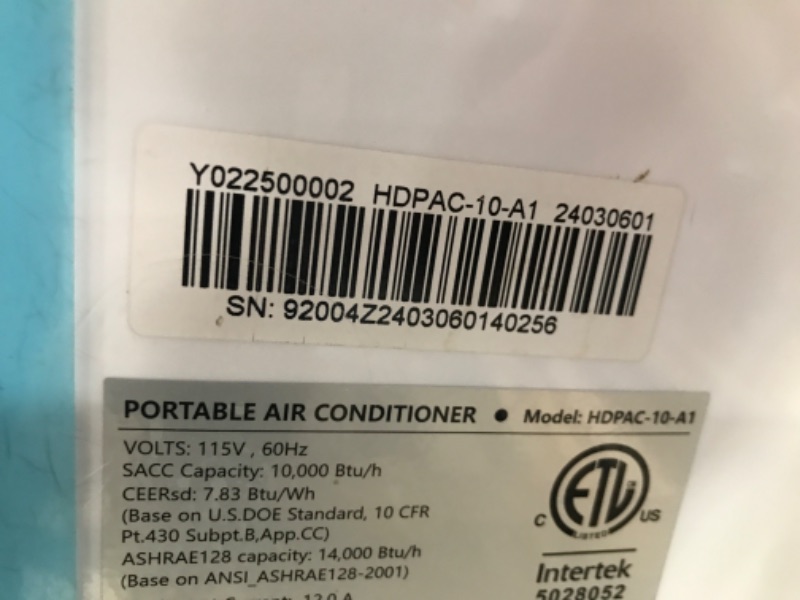 Y022500002 HDPAC-10-A1 24030601
SN: 92004Z2403060140256
PORTABLE AIR CONDITIONER ● Model: HDPAC-10-A1
VOLTS: 115V , 60Hz
SACC Capacity: 10,000 Btu/h
CEERsd: 7.83 Btu/Wh
(Base on U.S.DOE Standard, 10 CFR
Pt.430 Subpt.B,App.CC)
ASHRAE128 capacity: 14,000 Btu/h
(Base on ANSI_ASHRAE128-2001)
12.0 A
C ETL US
LISTED
Intertek
5028052